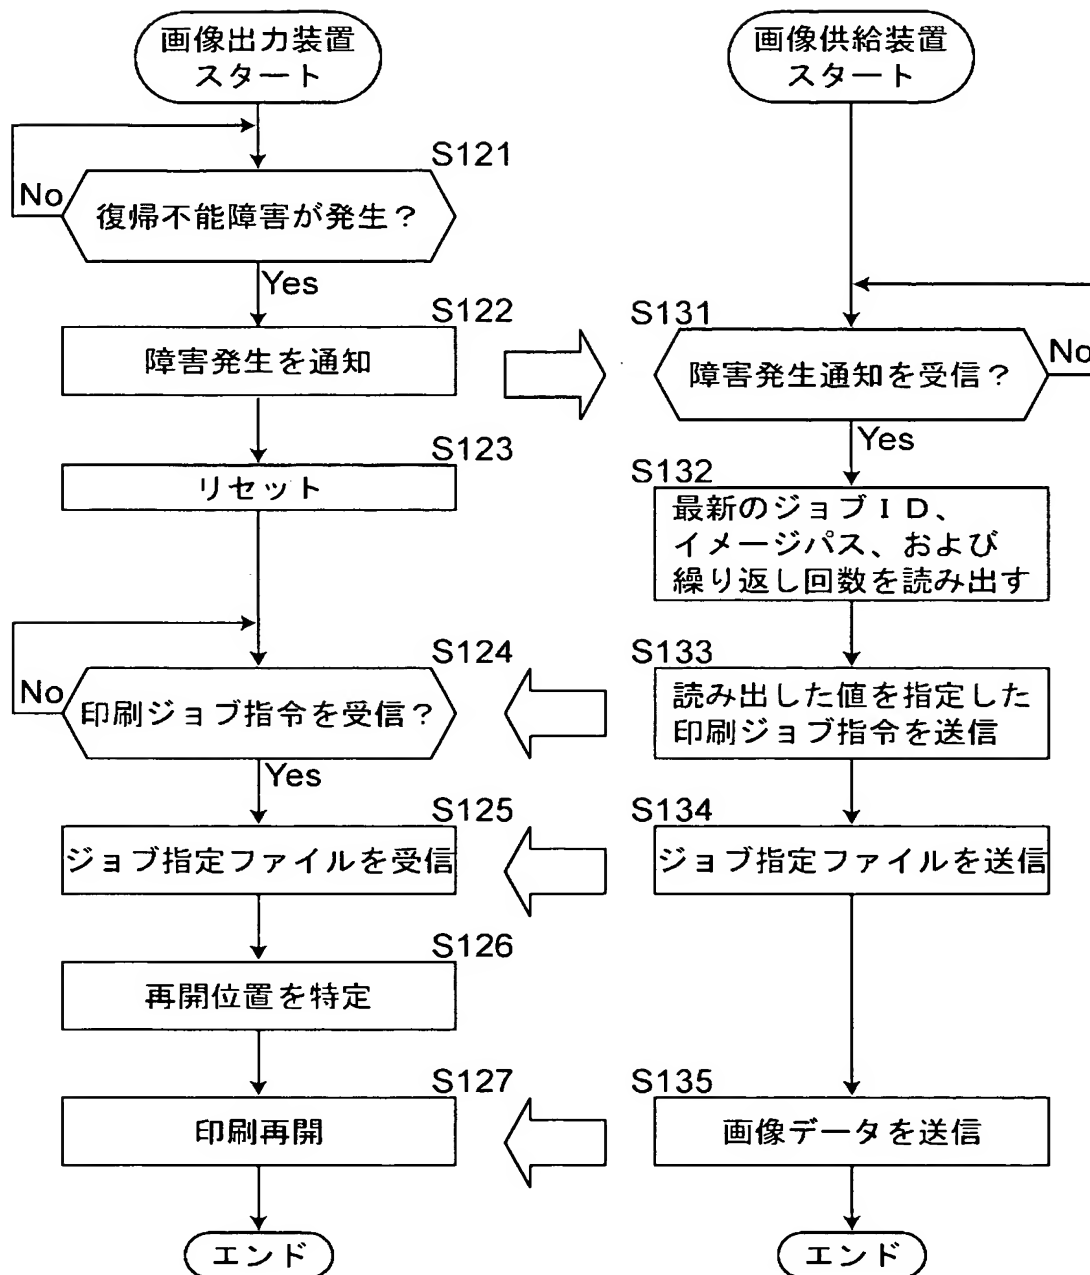 画像出力装置
スタート
S121
No
復帰不能障害が発生?
Yes
S122
障害発生を通知
S123
リセット
S124
No
印刷ジョブ指令を受信?
Yes
S125
ジョブ指定ファイルを受信
S126
再開位置を特定
S127
印刷再開
エンド
画像供給装置
スタート
S131
No
障害発生通知を受信?
Yes
S132
最新のジョブID、
イメージパス、および
繰り返し回数を読み出す
S133
読み出した値を指定した
印刷ジョブ指令を送信
S134
ジョブ指定ファイルを送信
S135
画像データを送信
エンド